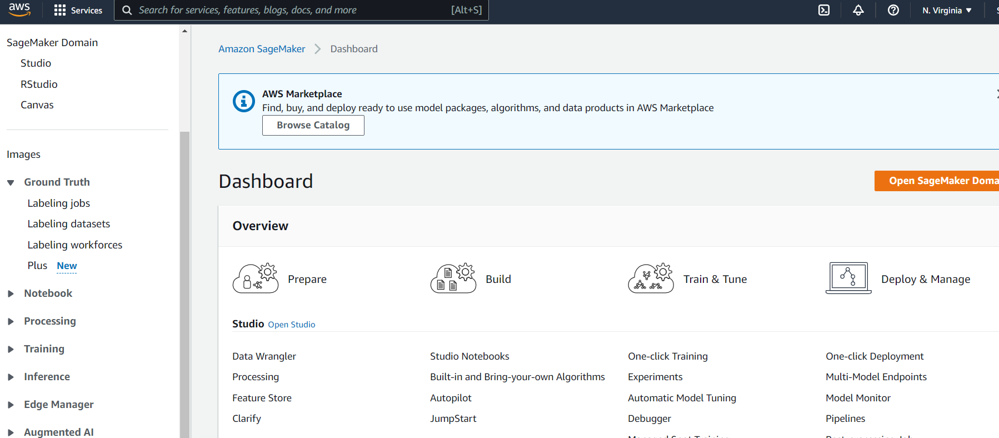 aws
Services
Search for services, features, blogs, docs, and more
[Alt+S]
N. Virginia
SageMaker Domain
Studio
RStudio
Canvas
Images
Ground Truth
Labeling jobs
Labeling datasets
Labeling workforces
Plus New
Notebook
Processing
Training
Inference
Edge Manager
Augmented AI
Amazon SageMaker
Dashboard
AWS Marketplace
Find, buy, and deploy ready to use model packages, algorithms, and data products in AWS Marketplace
Browse Catalog
Dashboard
Open SageMaker Doma
Overview
Prepare
Build
Train & Tune
Deploy & Manage
Studio Open Studio
Data Wrangler
Processing
Feature Store
Clarify
Studio Notebooks
Built-in and Bring-your-own Algorithms
Autopilot
JumpStart
One-click Training
Experiments
Automatic Model Tuning
Debugger
Managed Spot Training
One-click Deployment
Multi-Model Endpoints
Model Monitor
Pipelines